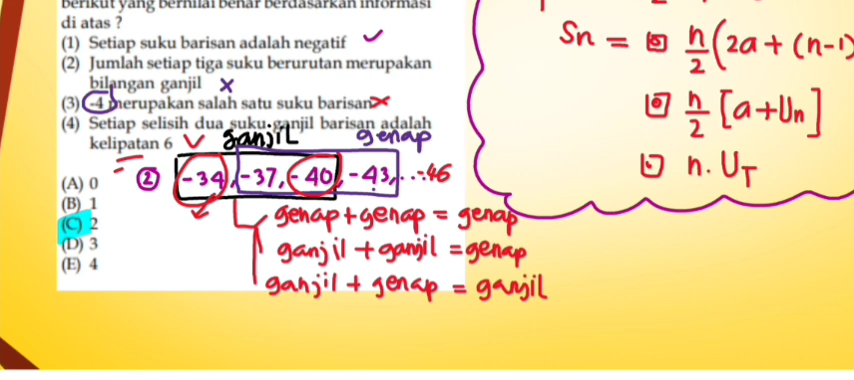 berikut yang bernilai benar berdasarkan informasi
di atas ?
(1) Setiap suku barisan adalah negatif
(2) Jumlah setiap tiga suku berurutan merupakan
bilangan ganjil X
(3) -4 merupakan salah satu suku barisan
(4) Setiap selisih dua suku ganjil barisan adalah
kelipatan 6
ganjil genap
② -34, -37, -40, -43, ... -46
(A) 0
(B) 1
(C) 2
(D) 3
(E) 4
genap + genap = genap
ganjil + ganjil = genap
ganjil + genap = ganjil
Sn = n/2 (2a + (n-1)
n/2 [a + Un]
n. UT